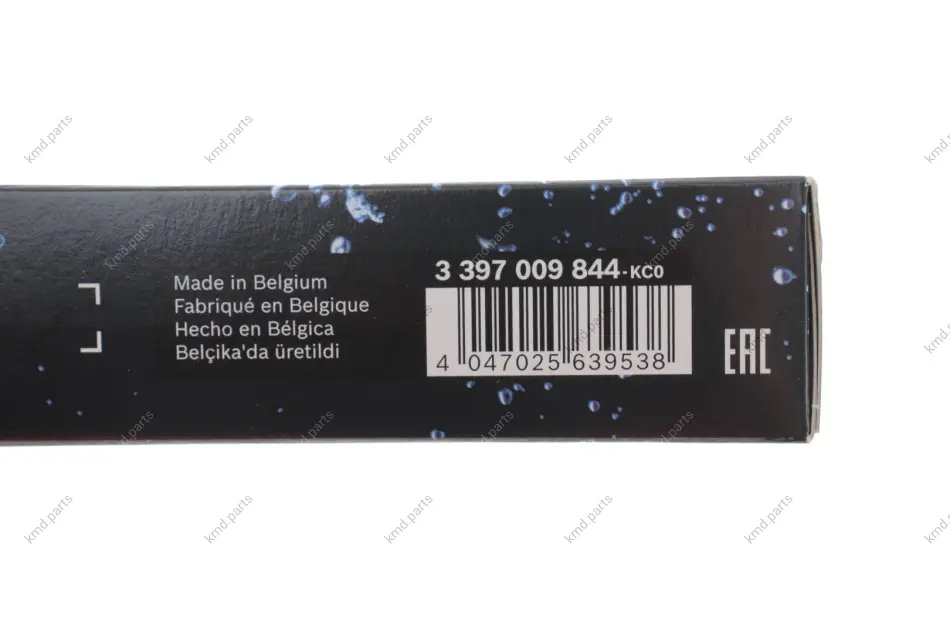 Made in Belgium
Fabriqué en Belgique
Hecho en Bélgica
Belçika'da üretildi
3 397 009 844-KC0
4 047025 639538
EAC
kmd.parts